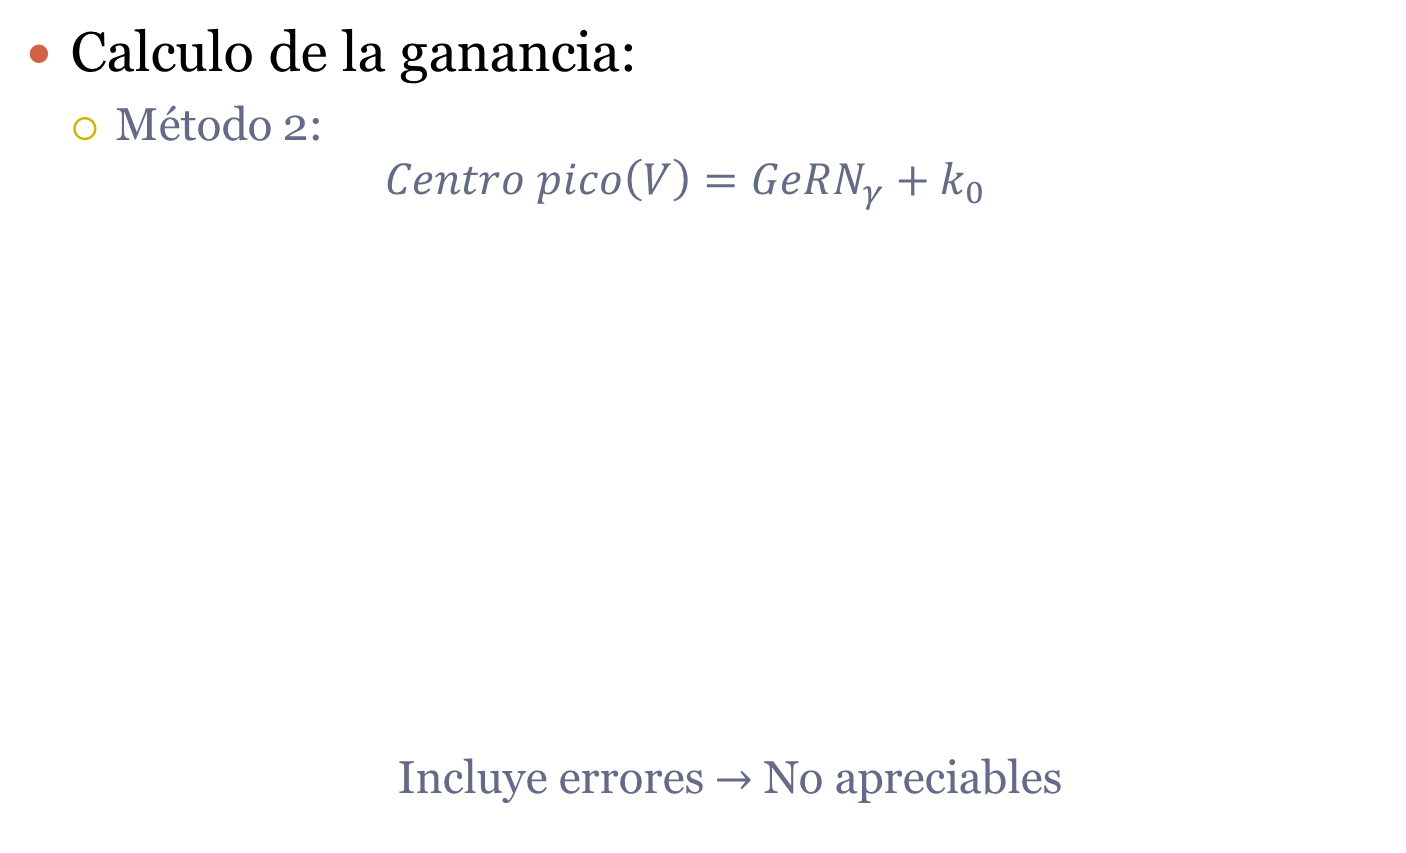 • Calculo de la ganancia:
○ Método 2:
Centro pico(V) = GeRN_γ + k_0
Incluye errores → No apreciables